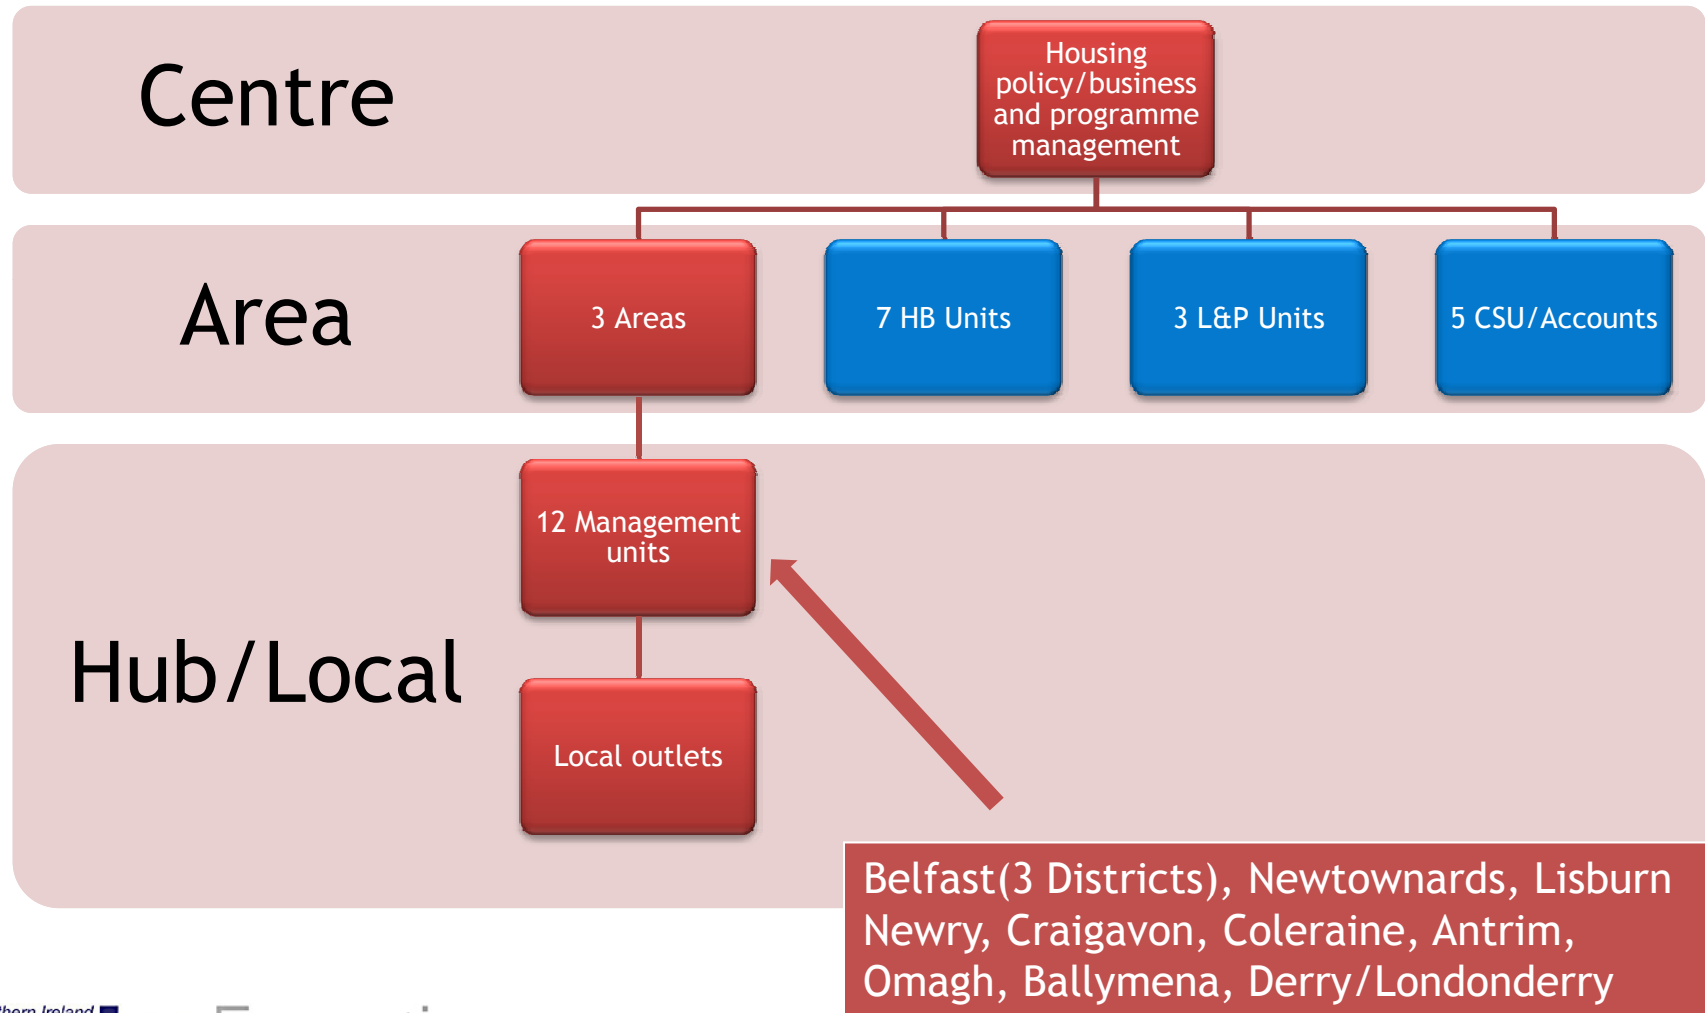 Centre
Housing
policy/business
and programme
management
Area
3 Areas
7 HB Units
3 L&P Units
5 CSU/Accounts
Hub/Local
12 Management
units
Local outlets
Belfast(3 Districts), Newtownards, Lisburn
Newry, Craigavon, Coleraine, Antrim,
Omagh, Ballymena, Derry/Londonderry
Ireland